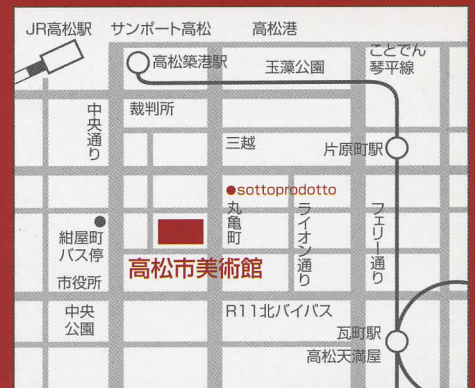 JR高松駅
サンポート高松
高松港
高松築港駅
玉藻公園
ことでん
琴平線
中央通り
裁判所
三越
片原町駅
sottoprodotto
丸亀町
ライオン通り
フェリー通り
紺屋町
バス停
高松市美術館
市役所
中央
公園
R11北バイパス
瓦町駅
高松天満屋